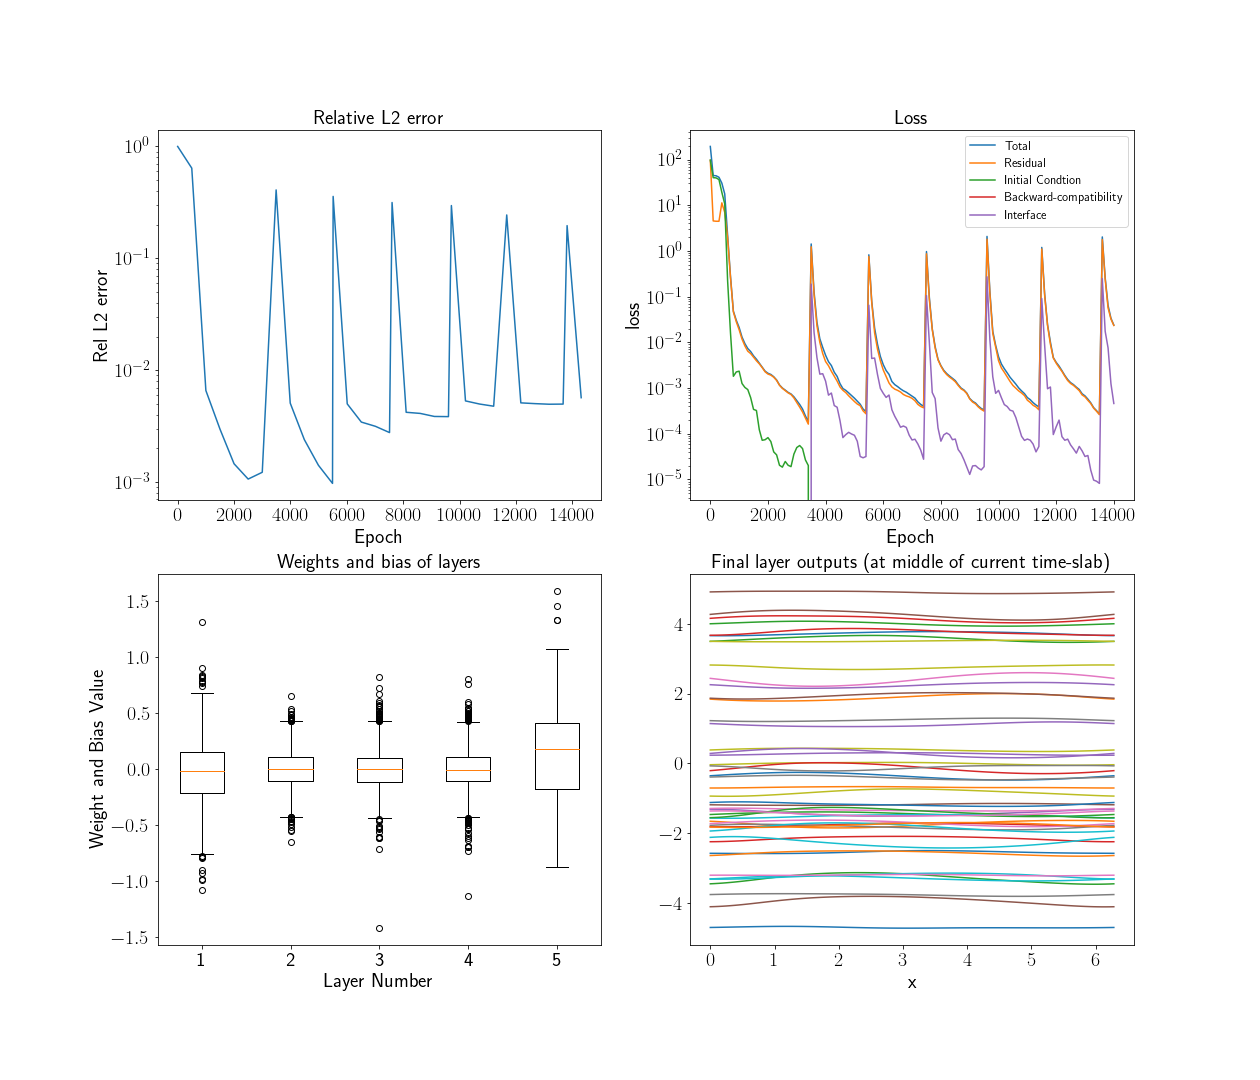 Relative L2 error
10^0
10^−1
10^−2
10^−3
Rel L2 error
0 2000 4000 6000 8000 10000 12000 14000
Epoch
Loss
10^2
10^1
10^0
10^−1
10^−2
10^−3
10^−4
10^−5
loss
Total
Residual
Initial Condtion
Backward-compatibility
Interface
0 2000 4000 6000 8000 10000 12000 14000
Epoch
Weights and bias of layers
1.5
1.0
0.5
0.0
−0.5
−1.0
−1.5
Weight and Bias Value
1 2 3 4 5
Layer Number
Final layer outputs (at middle of current time-slab)
4
2
0
−2
−4
0 1 2 3 4 5 6
x